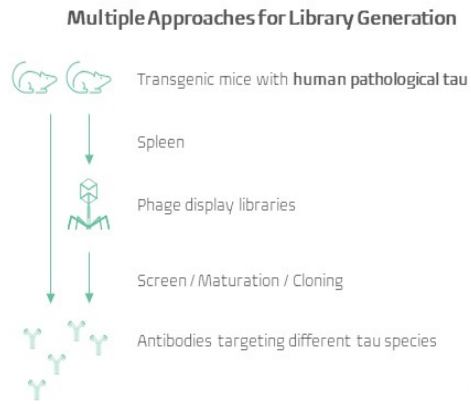 Multiple Approaches for Library Generation
Transgenic mice with human pathological tau
Spleen
Phage display libraries
Screen / Maturation / Cloning
Antibodies targeting different tau species